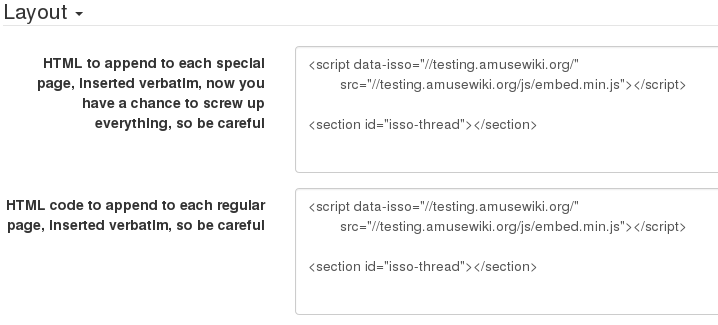 Layout
HTML to append to each special
page, inserted verbatim, now you
have a chance to screw up
everything, so be careful
<script data-isso="//testing.amusewiki.org/"
src="//testing.amusewiki.org/js/embed.min.js"></script>
<section id="isso-thread"></section>
HTML code to append to each regular
page, inserted verbatim, so be careful
<script data-isso="//testing.amusewiki.org/"
src="//testing.amusewiki.org/js/embed.min.js"></script>
<section id="isso-thread"></section>